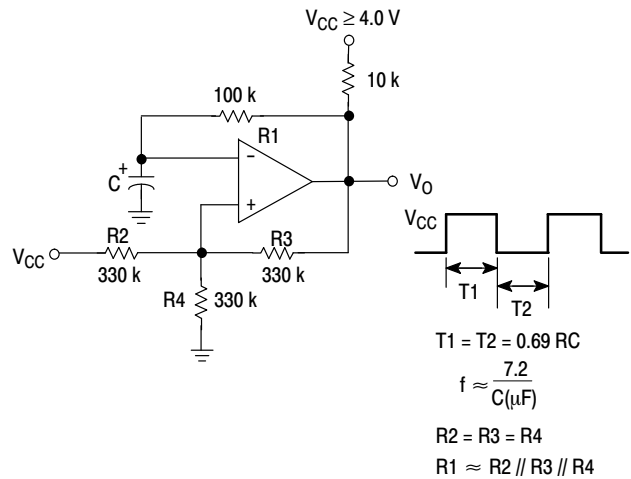 V_CC ≥ 4.0 V
10 k
100 k
R1
−
+
+
C
V_O
V_CC
R2
330 k
R3
330 k
R4
330 k
V_CC
T1
T2
T1 = T2 = 0.69 RC
f ≈ 7.2 / C(μF)
R2 = R3 = R4
R1 ≈ R2 // R3 // R4